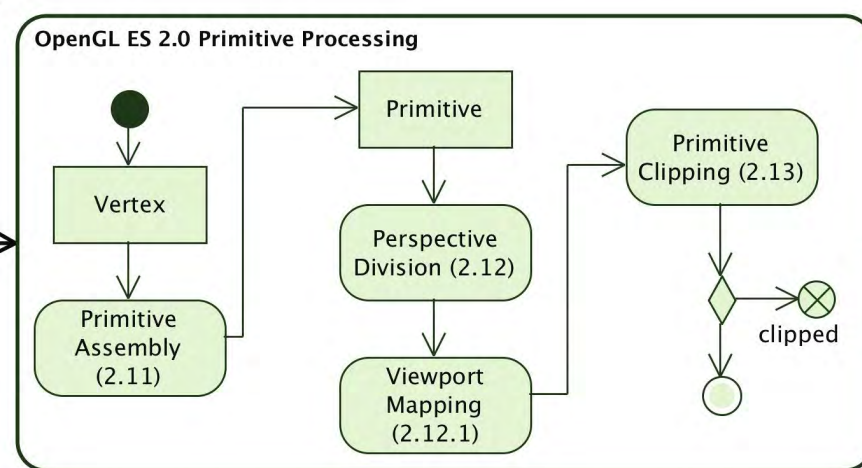 OpenGL ES 2.0 Primitive Processing
Vertex
Primitive
Assembly
(2.11)
Primitive
Perspective
Division (2.12)
Viewport
Mapping
(2.12.1)
Primitive
Clipping (2.13)
clipped